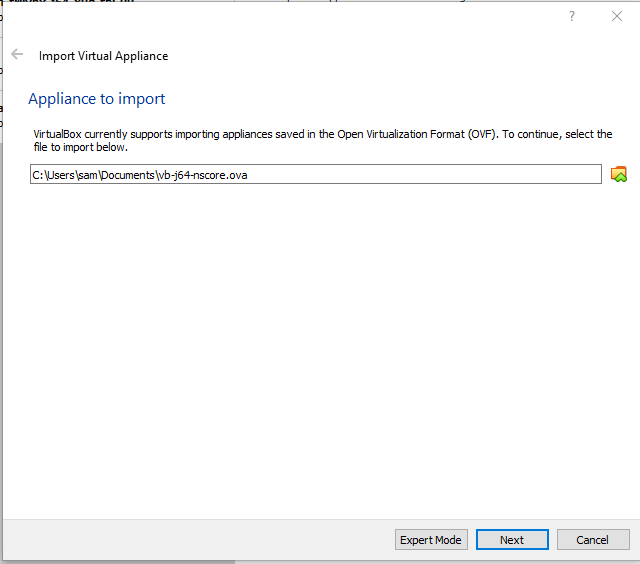 ?
Import Virtual Appliance
Appliance to import
VirtualBox currently supports importing appliances saved in the Open Virtualization Format (OVF). To continue, select the
file to import below.
C:\Users\sam\Documents\vb-j64-nscore.ova
Expert Mode Next Cancel